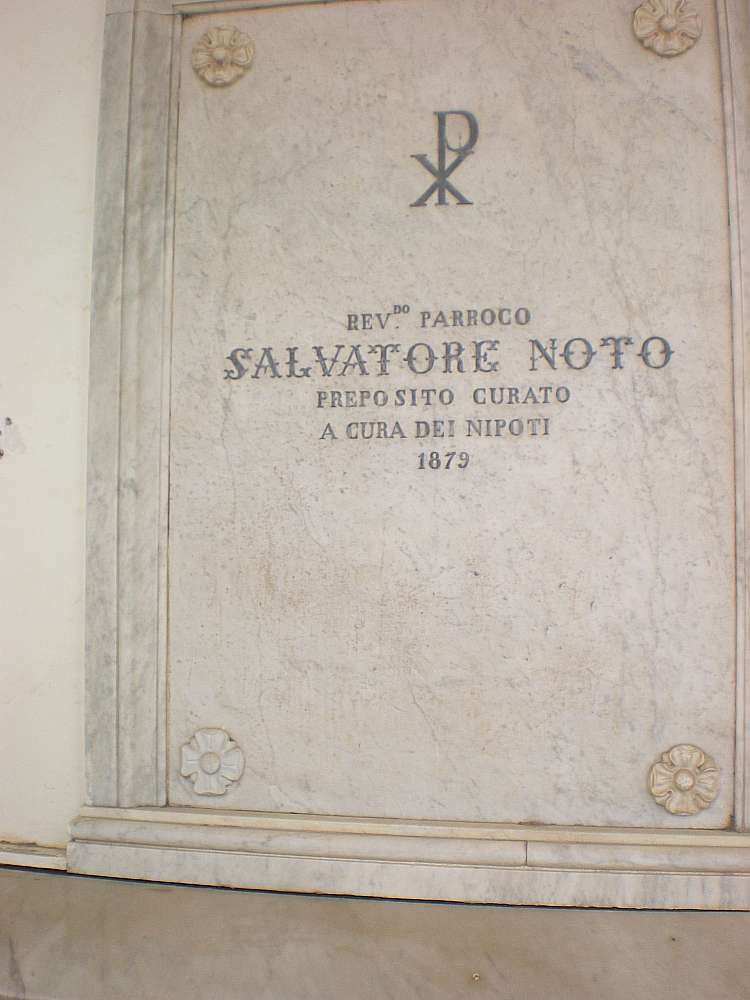 REV.DO PARROCO
SALVATORE NOTO
PREPOSITO CURATO
A CURA DEI NIPOTI
1879